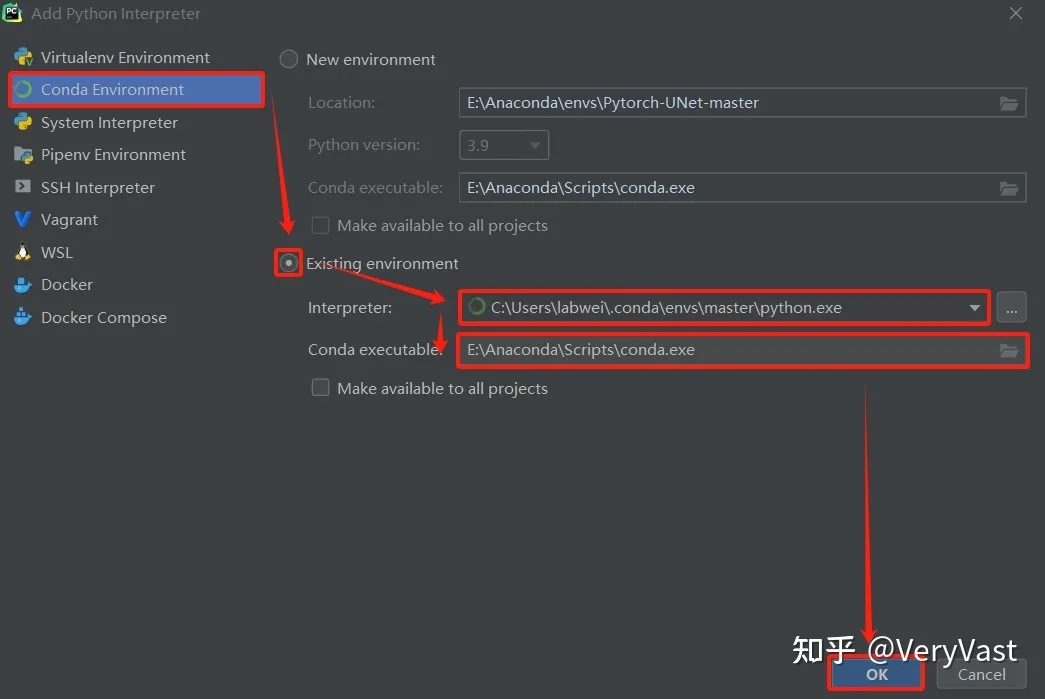 PC
Add Python Interpreter
Virtualenv Environment
Conda Environment
System Interpreter
Pipenv Environment
SSH Interpreter
Vagrant
WSL
Docker
Docker Compose
New environment
Location: E:\Anaconda\envs\Pytorch-UNet-master
Python version: 3.9
Conda executable: E:\Anaconda\Scripts\conda.exe
Make available to all projects
Existing environment
Interpreter: C:\Users\labwei\.conda\envs\master\python.exe ...
Conda executable: E:\Anaconda\Scripts\conda.exe
Make available to all projects
知乎 @VeryVast
OK Cancel